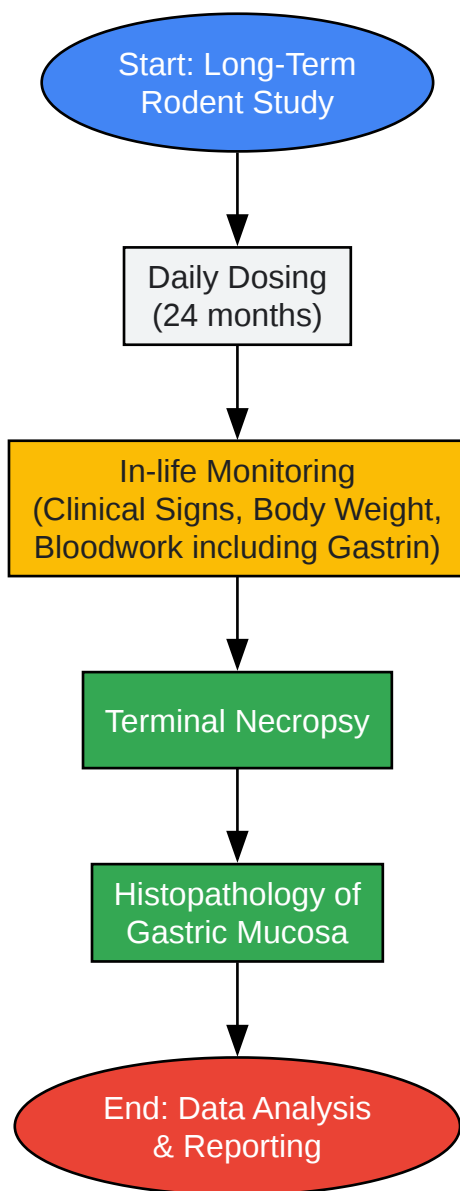 Start: Long-Term
Rodent Study
Daily Dosing
(24 months)
In-life Monitoring
(Clinical Signs, Body Weight,
Bloodwork including Gastrin)
Terminal Necropsy
Histopathology of
Gastric Mucosa
End: Data Analysis
& Reporting